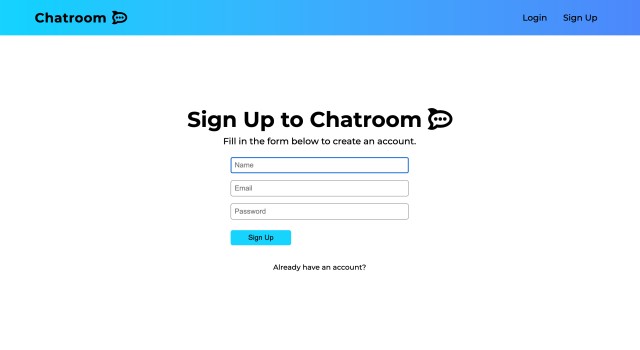 Chatroom
Login
Sign Up
Sign Up to Chatroom
Fill in the form below to create an account.
Name
Email
Password
Sign Up
Already have an account?